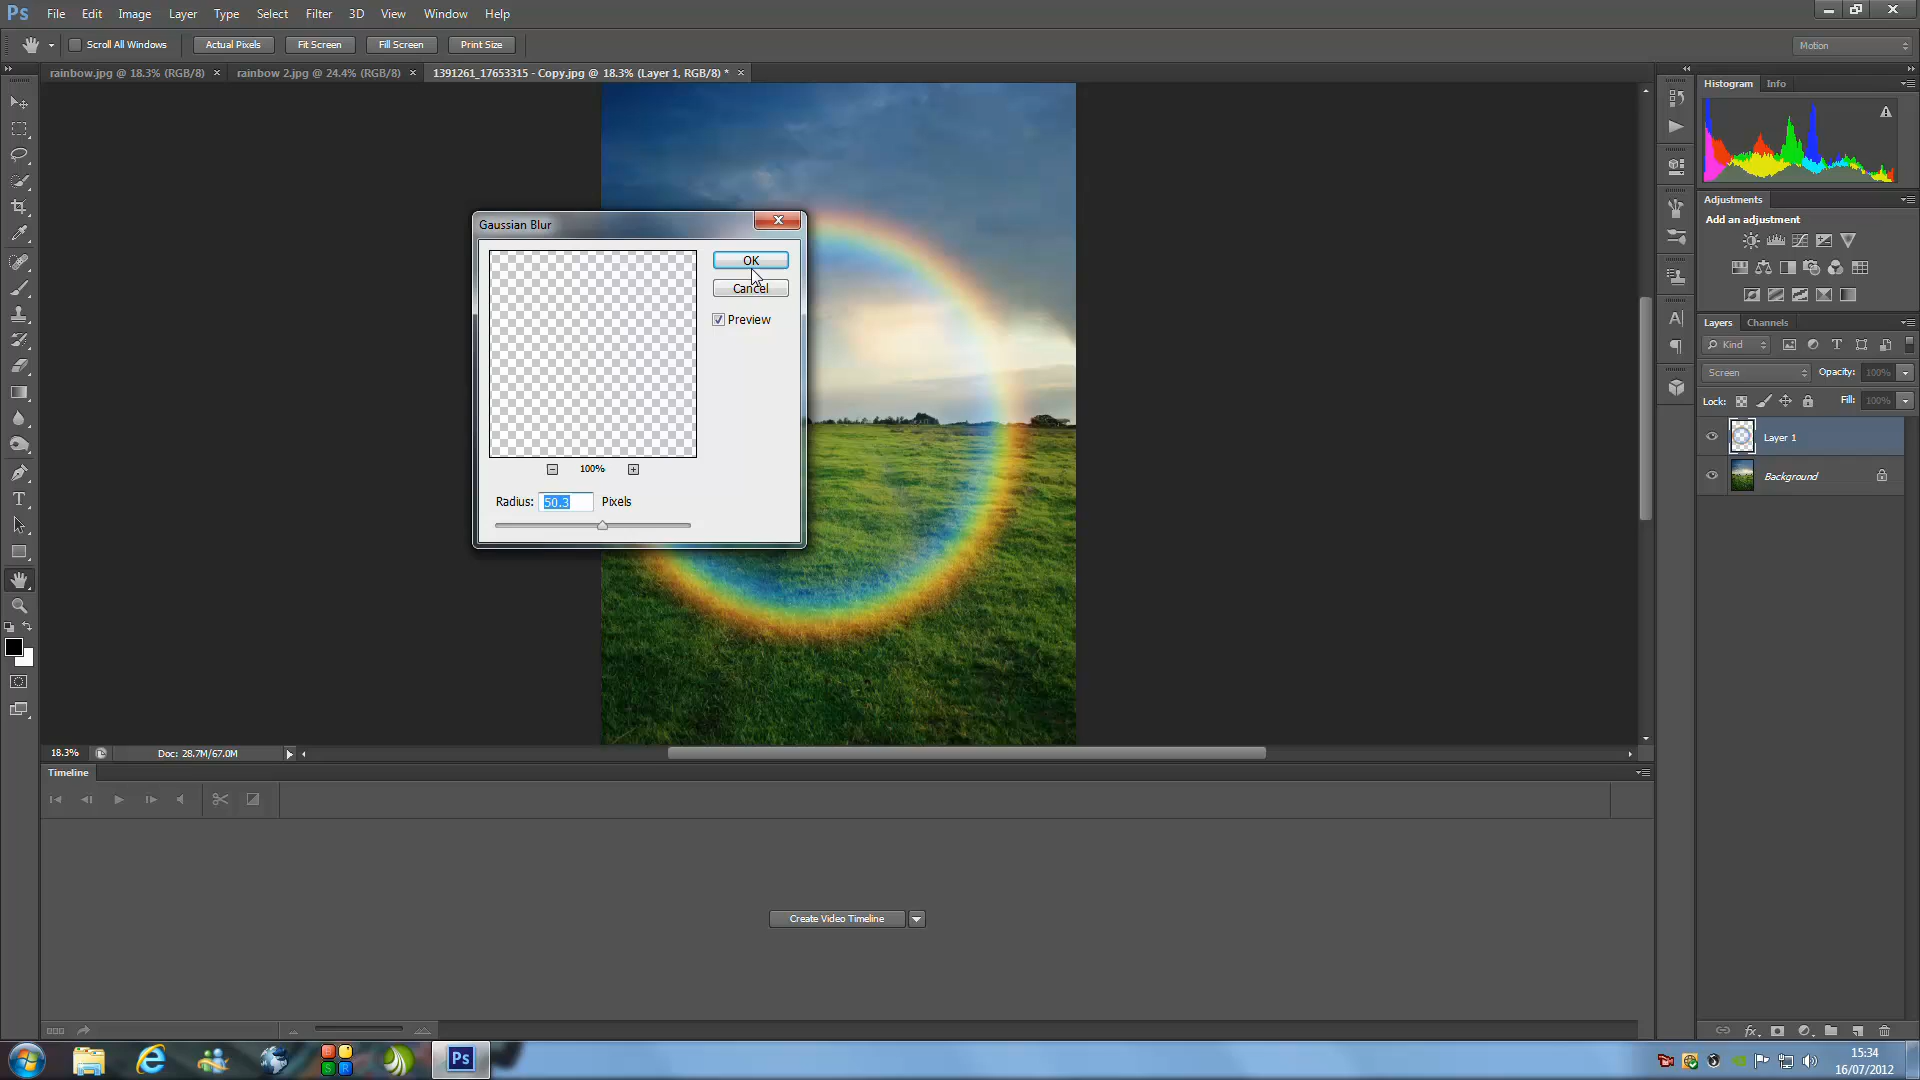 Ps File Edit Image Layer Type Select Filter 3D View Window Help
Scroll All Windows Actual Pixels Fit Screen Fill Screen Print Size Motion
rainbow.jpg @ 18.3% (RGB/8) × rainbow 2.jpg @ 24.4% (RGB/8) × 1391261_17653315 - Copy.jpg @ 18.3% (Layer 1, RGB/8) * ×
Histogram Info
Adjustments
Add an adjustment
Gaussian Blur
OK
Cancel
Preview
100%
Radius: 50.3 Pixels
Layers Channels
Kind
Screen Opacity: 100%
Lock: Fill: 100%
Layer 1
Background
18.3% Doc: 28.7M/67.0M
Timeline
Create Video Timeline
Ps
15:34
16/07/2012